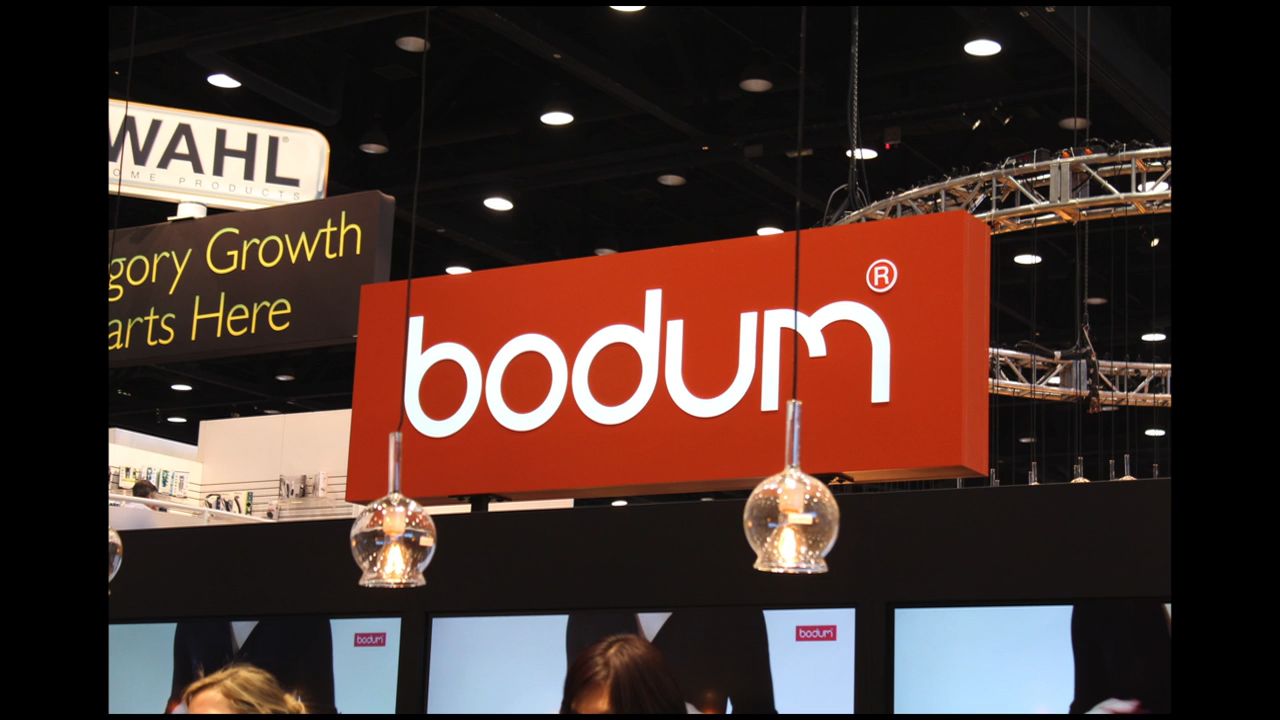 WAHL
OME PRODUCTS
gory Growth
arts Here
bodum®
bodum
bodum